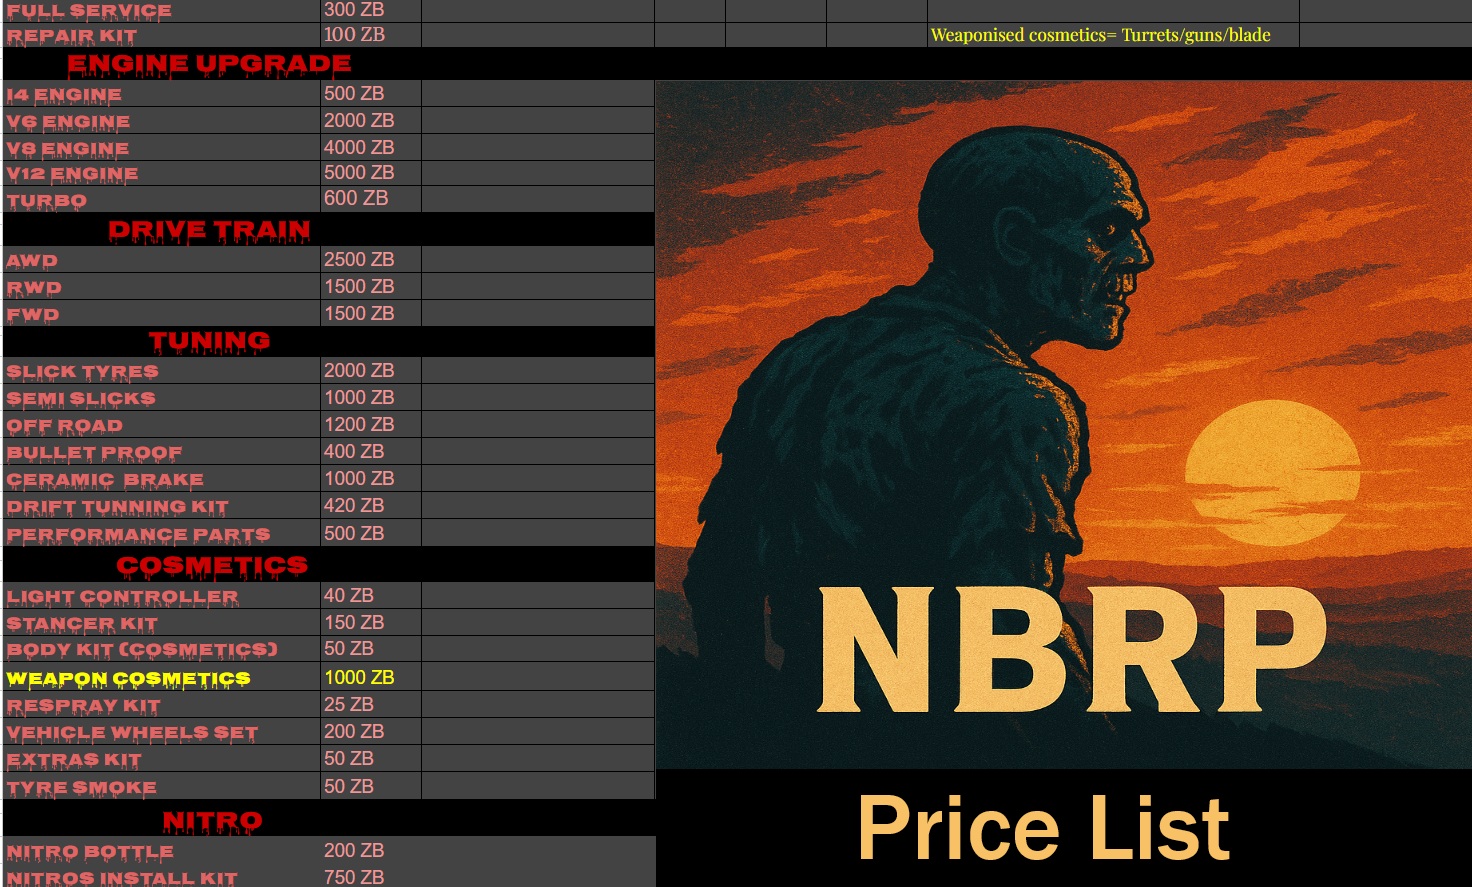 FULL SERVICE 300 ZB
REPAIR KIT 100 ZB Weaponised cosmetics= Turrets/guns/blade
ENGINE UPGRADE
I4 ENGINE 500 ZB
V6 ENGINE 2000 ZB
V8 ENGINE 4000 ZB
V12 ENGINE 5000 ZB
TURBO 600 ZB
DRIVE TRAIN
AWD 2500 ZB
RWD 1500 ZB
FWD 1500 ZB
TUNING
SLICK TYRES 2000 ZB
SEMI SLICKS 1000 ZB
OFF ROAD 1200 ZB
BULLET PROOF 400 ZB
CERAMIC BRAKE 1000 ZB
DRIFT TUNNING KIT 420 ZB
PERFORMANCE PARTS 500 ZB
COSMETICS
LIGHT CONTROLLER 40 ZB
STANCER KIT 150 ZB
BODY KIT (COSMETICS) 50 ZB
WEAPON COSMETICS 1000 ZB
RESPRAY KIT 25 ZB
VEHICLE WHEELS SET 200 ZB
EXTRAS KIT 50 ZB
TYRE SMOKE 50 ZB
NITRO
NITRO BOTTLE 200 ZB
NITROS INSTALL KIT 750 ZB
NBRP
Price List